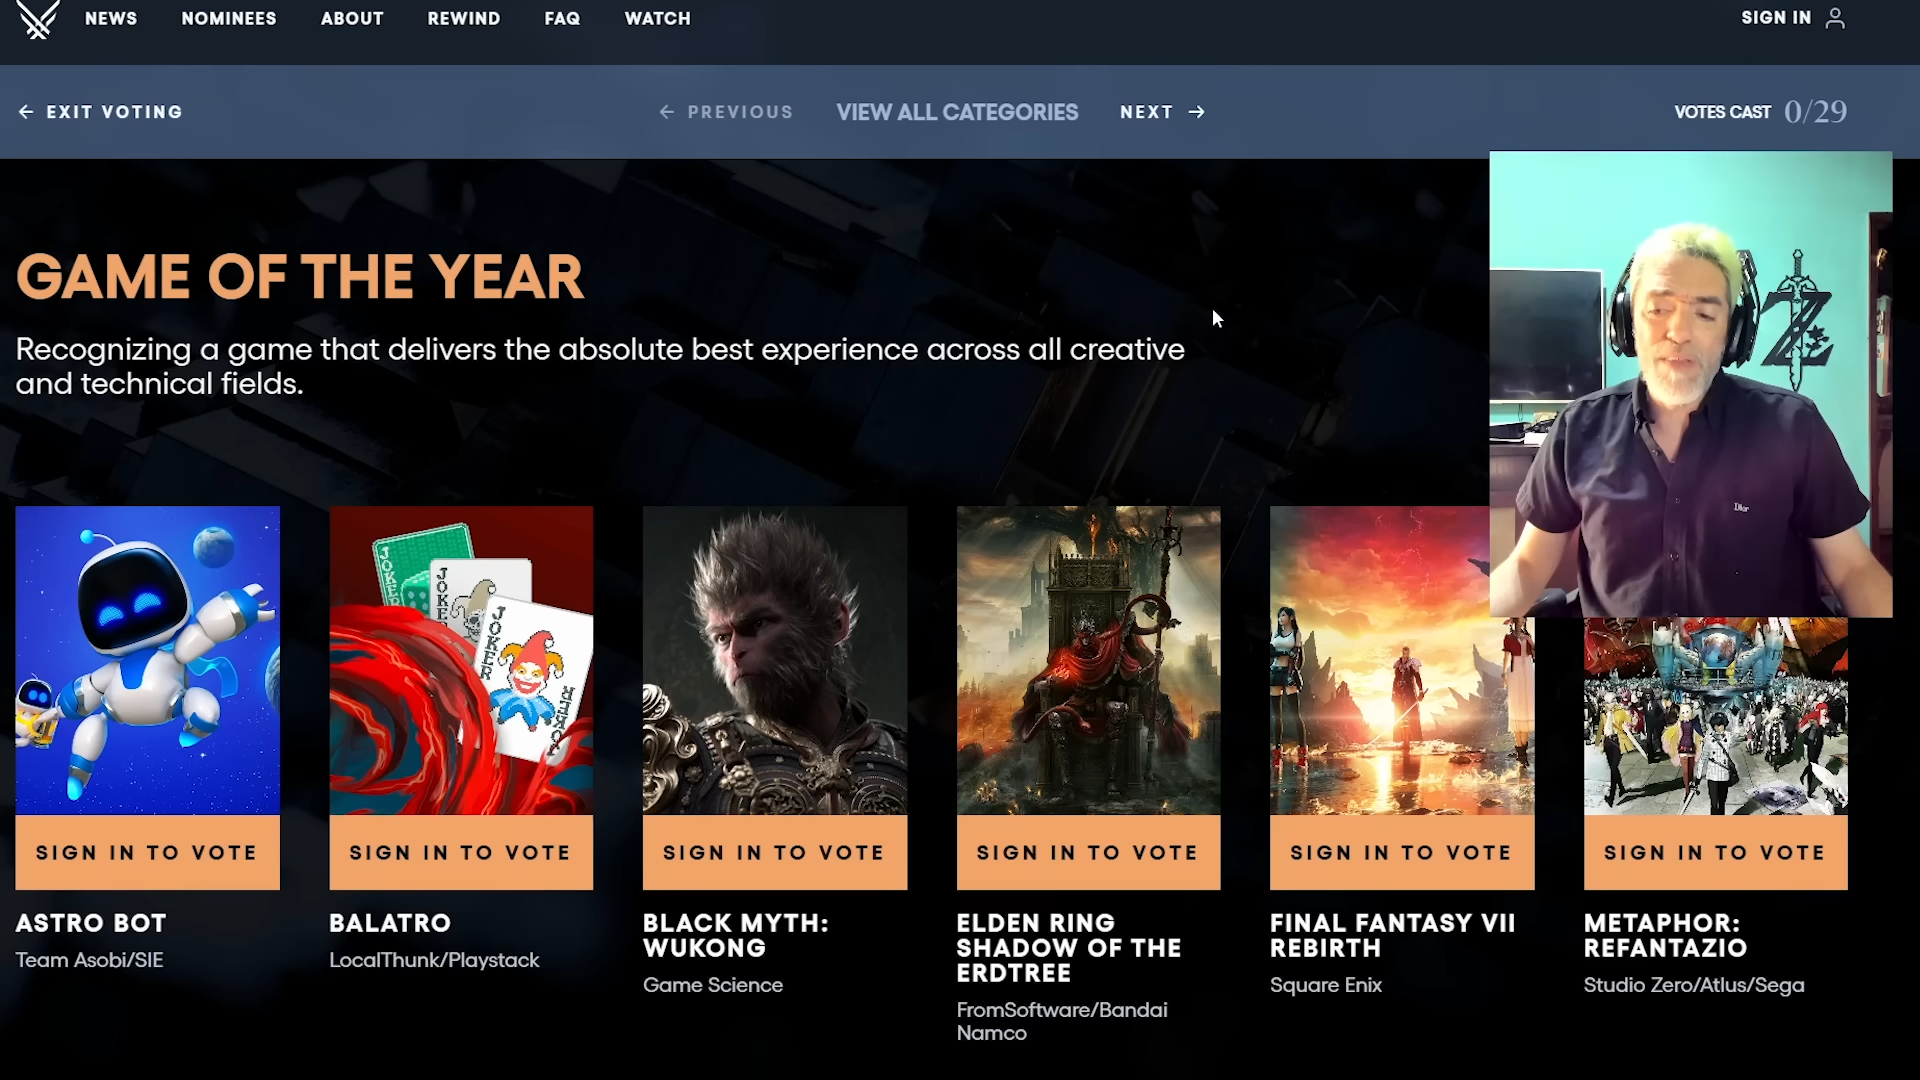 NEWS
NOMINEES
ABOUT
REWIND
FAQ
WATCH
SIGN IN
EXIT VOTING
PREVIOUS
VIEW ALL CATEGORIES
NEXT
VOTES CAST 0/29
GAME OF THE YEAR
Recognizing a game that delivers the absolute best experience across all creative
and technical fields.
Dior
JOKER
JOKE
JOKER
JOKER
SIGN IN TO VOTE
SIGN IN TO VOTE
SIGN IN TO VOTE
SIGN IN TO VOTE
SIGN IN TO VOTE
SIGN IN TO VOTE
ASTRO BOT
Team Asobi/SIE
BALATRO
LocalThunk/Playstack
BLACK MYTH:
WUKONG
Game Science
ELDEN RING
SHADOW OF THE
ERDTREE
FromSoftware/Bandai
Namco
FINAL FANTASY VII
REBIRTH
Square Enix
METAPHOR:
REFANTAZIO
Studio Zero/Atlus/Sega